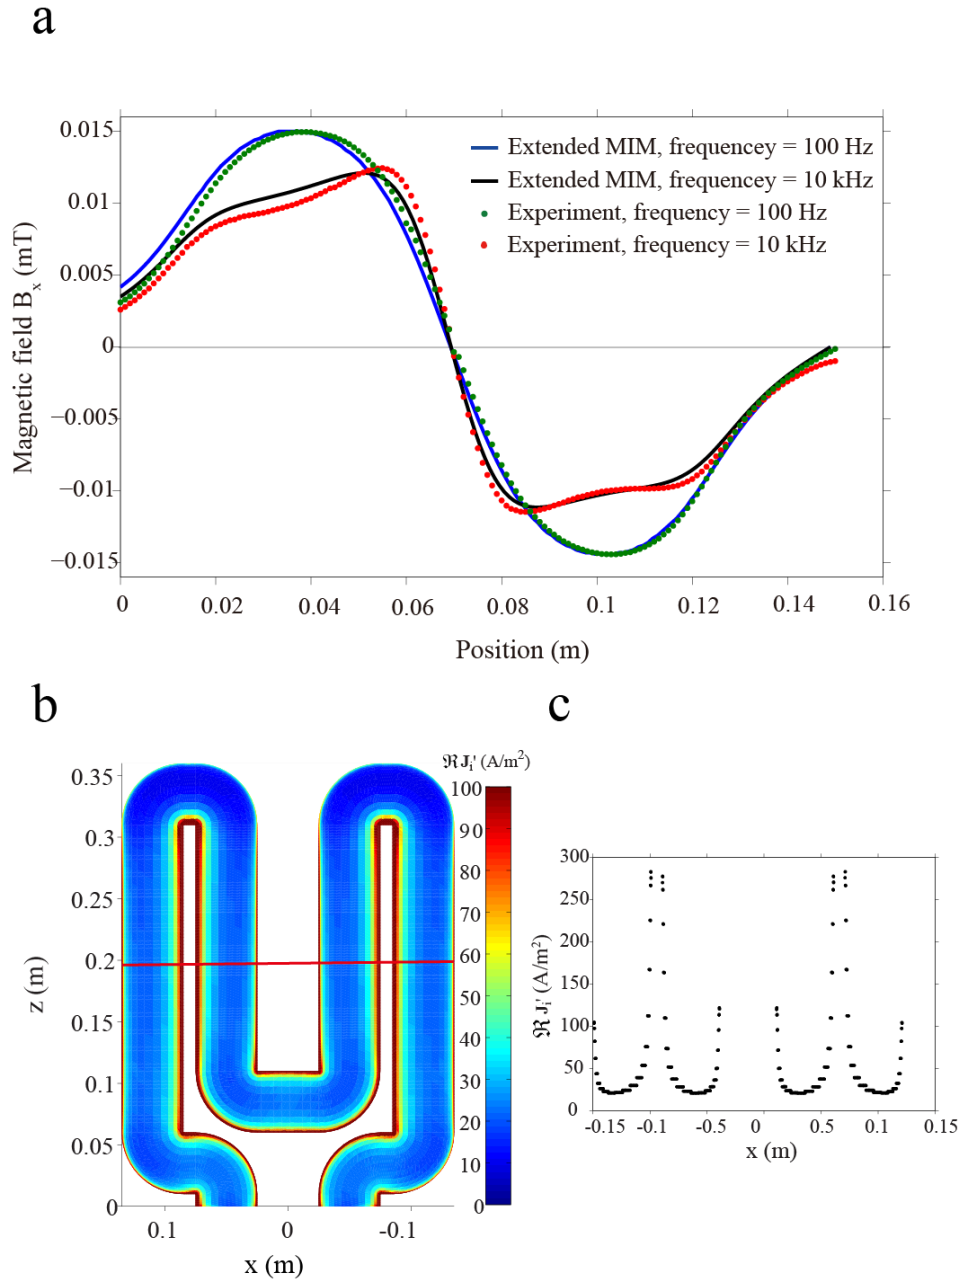 a
0.015
0.01
0.005
0
−0.005
−0.01
−0.015
Magnetic field B_x (mT)
Extended MIM, frequencey = 100 Hz
Extended MIM, frequencey = 10 kHz
Experiment, frequency = 100 Hz
Experiment, frequency = 10 kHz
0 0.02 0.04 0.06 0.08 0.1 0.12 0.14 0.16
Position (m)
b
c
ℜJ_i' (A/m²)
0.35
0.3
0.25
0.2
0.15
0.1
0.05
0
z (m)
0.1 0 -0.1
x (m)
100
90
80
70
60
50
40
30
20
10
0
300
250
200
150
100
50
0
ℜ J_i' (A/m²)
-0.15 -0.1 -0.5 0 0.5 0.1 0.15
x (m)